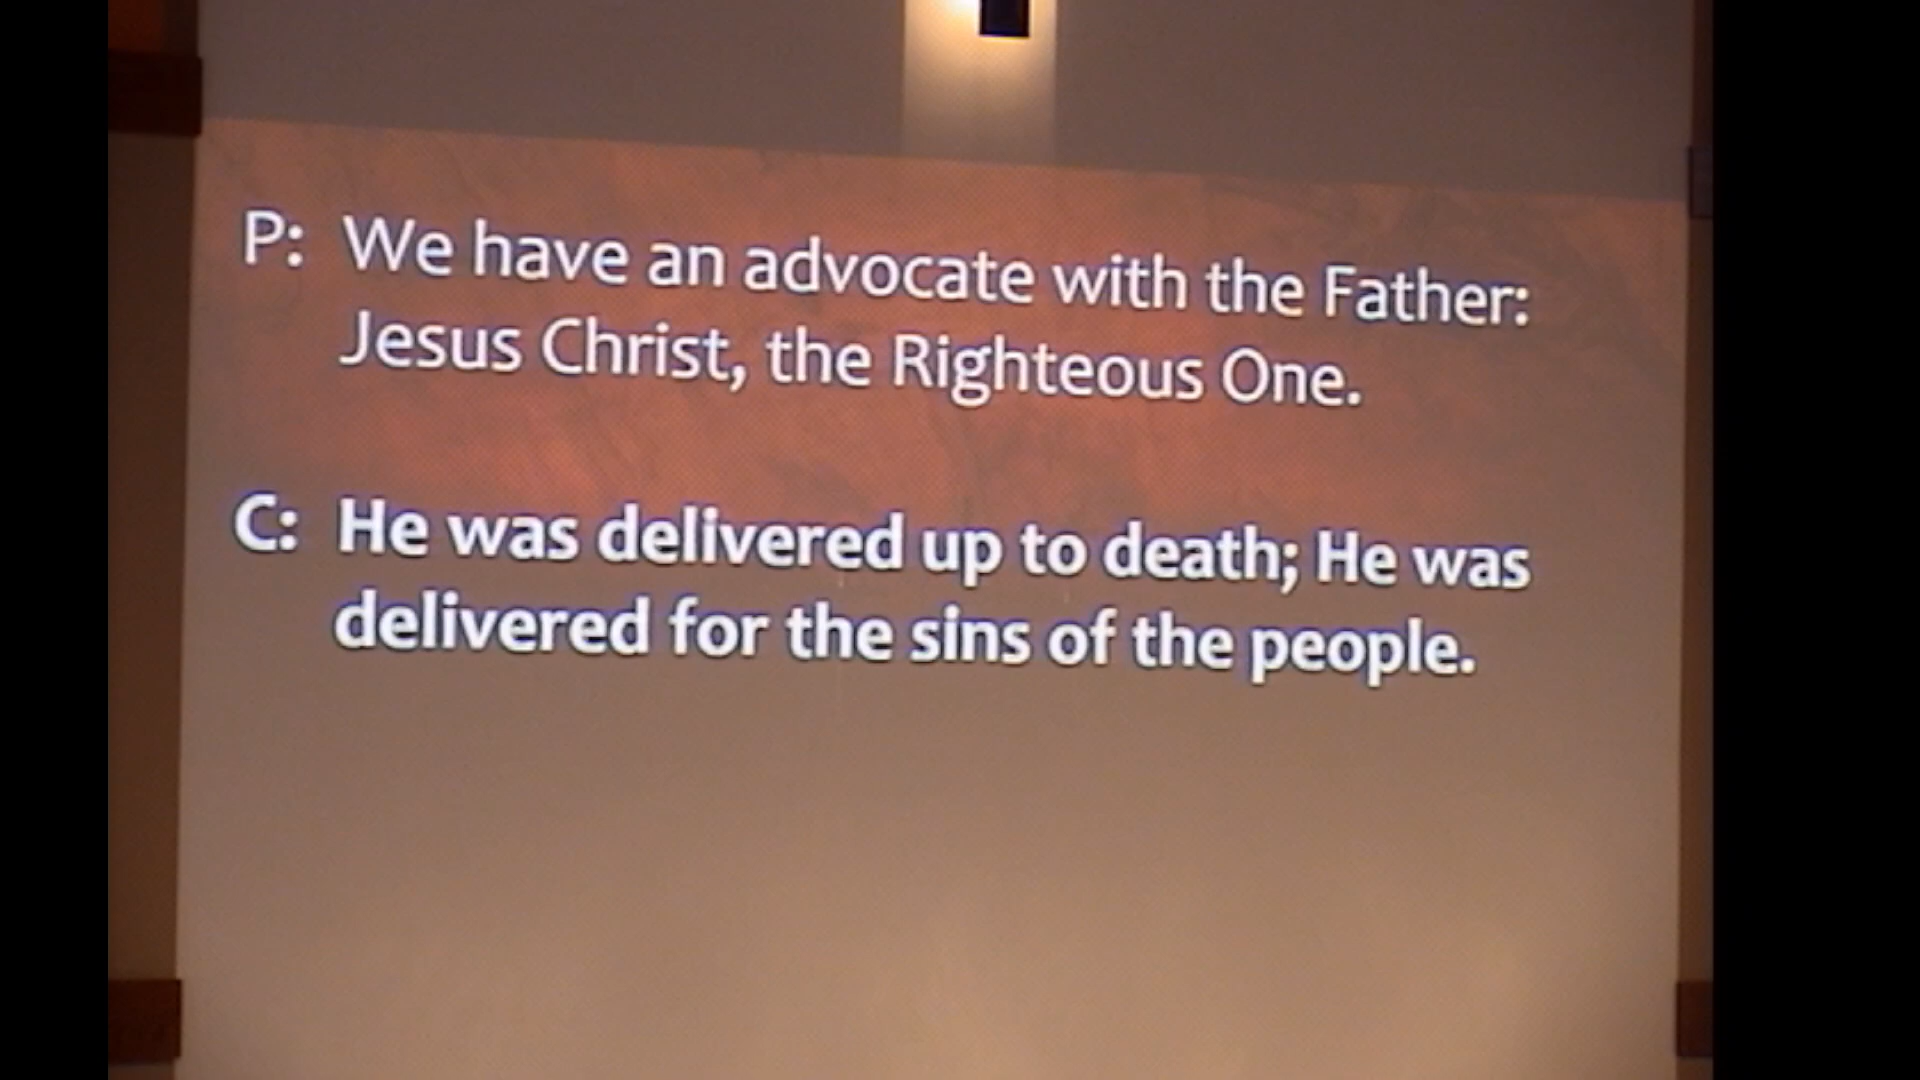 P: We have an advocate with the Father:
Jesus Christ, the Righteous One.
C: He was delivered up to death; He was
delivered for the sins of the people.